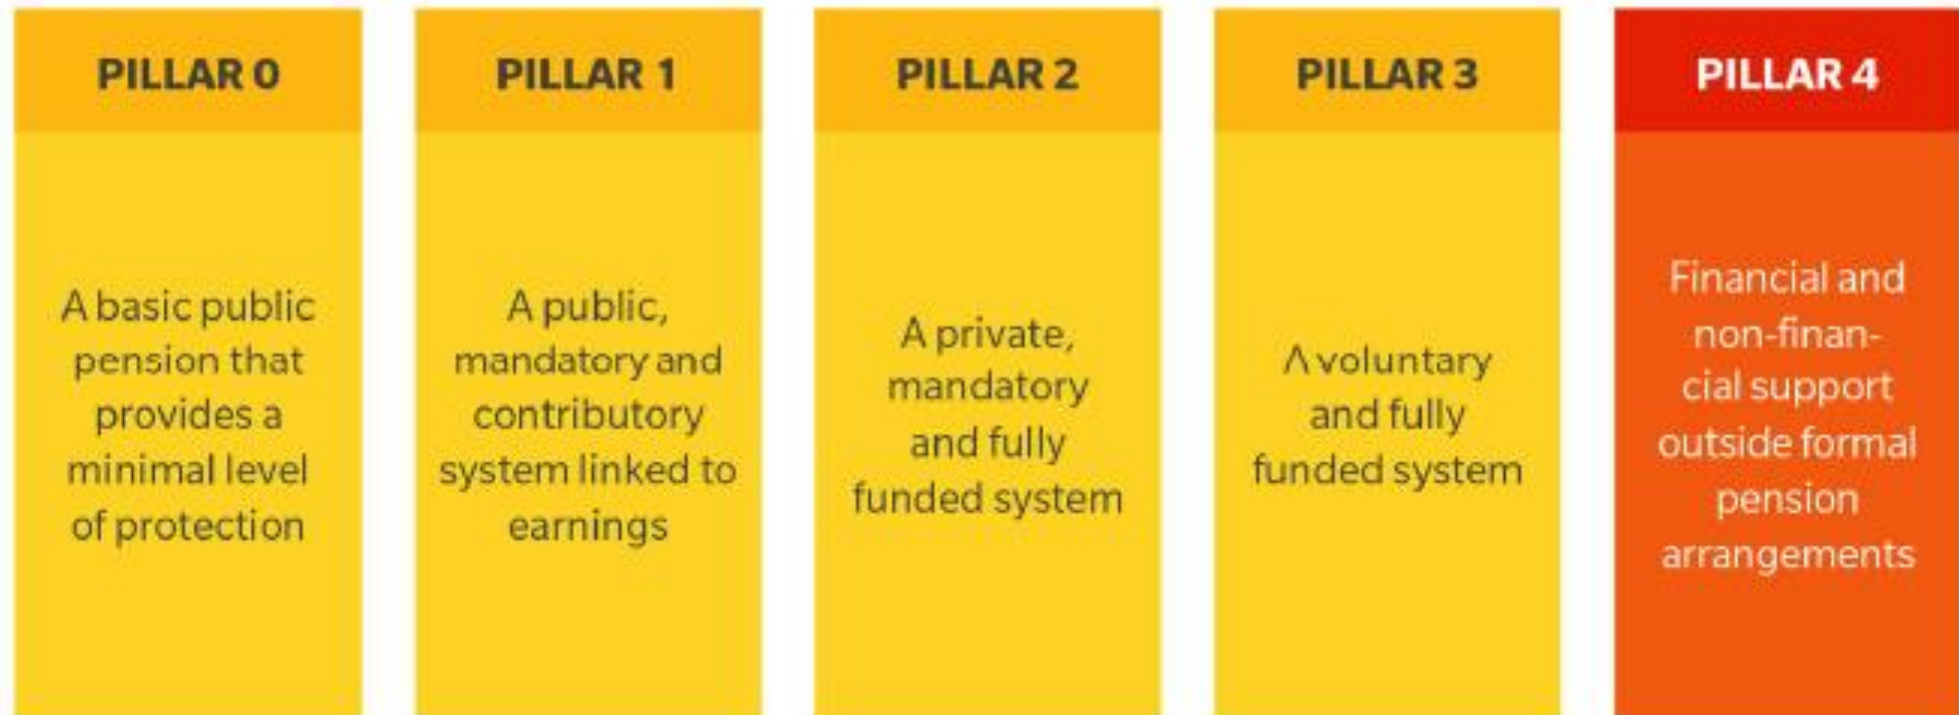 PILLAR 0
A basic public
pension that
provides a
minimal level
of protection
PILLAR 1
A public,
mandatory and
contributory
system linked to
earnings
PILLAR 2
A private,
mandatory
and fully
funded system
PILLAR 3
A voluntary
and fully
funded system
PILLAR 4
Financial and
non-finan-
cial support
outside formal
pension
arrangements